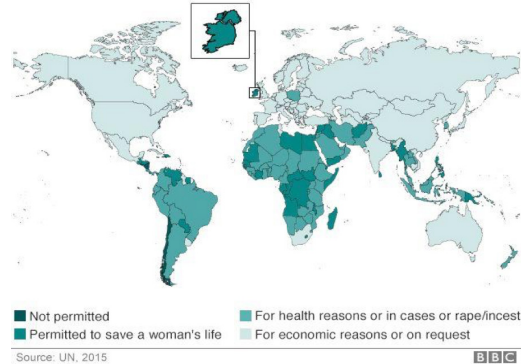 Not permitted
For health reasons or in cases or rape/incest
Permitted to save a woman's life
For economic reasons or on request
Source: UN, 2015
BBC